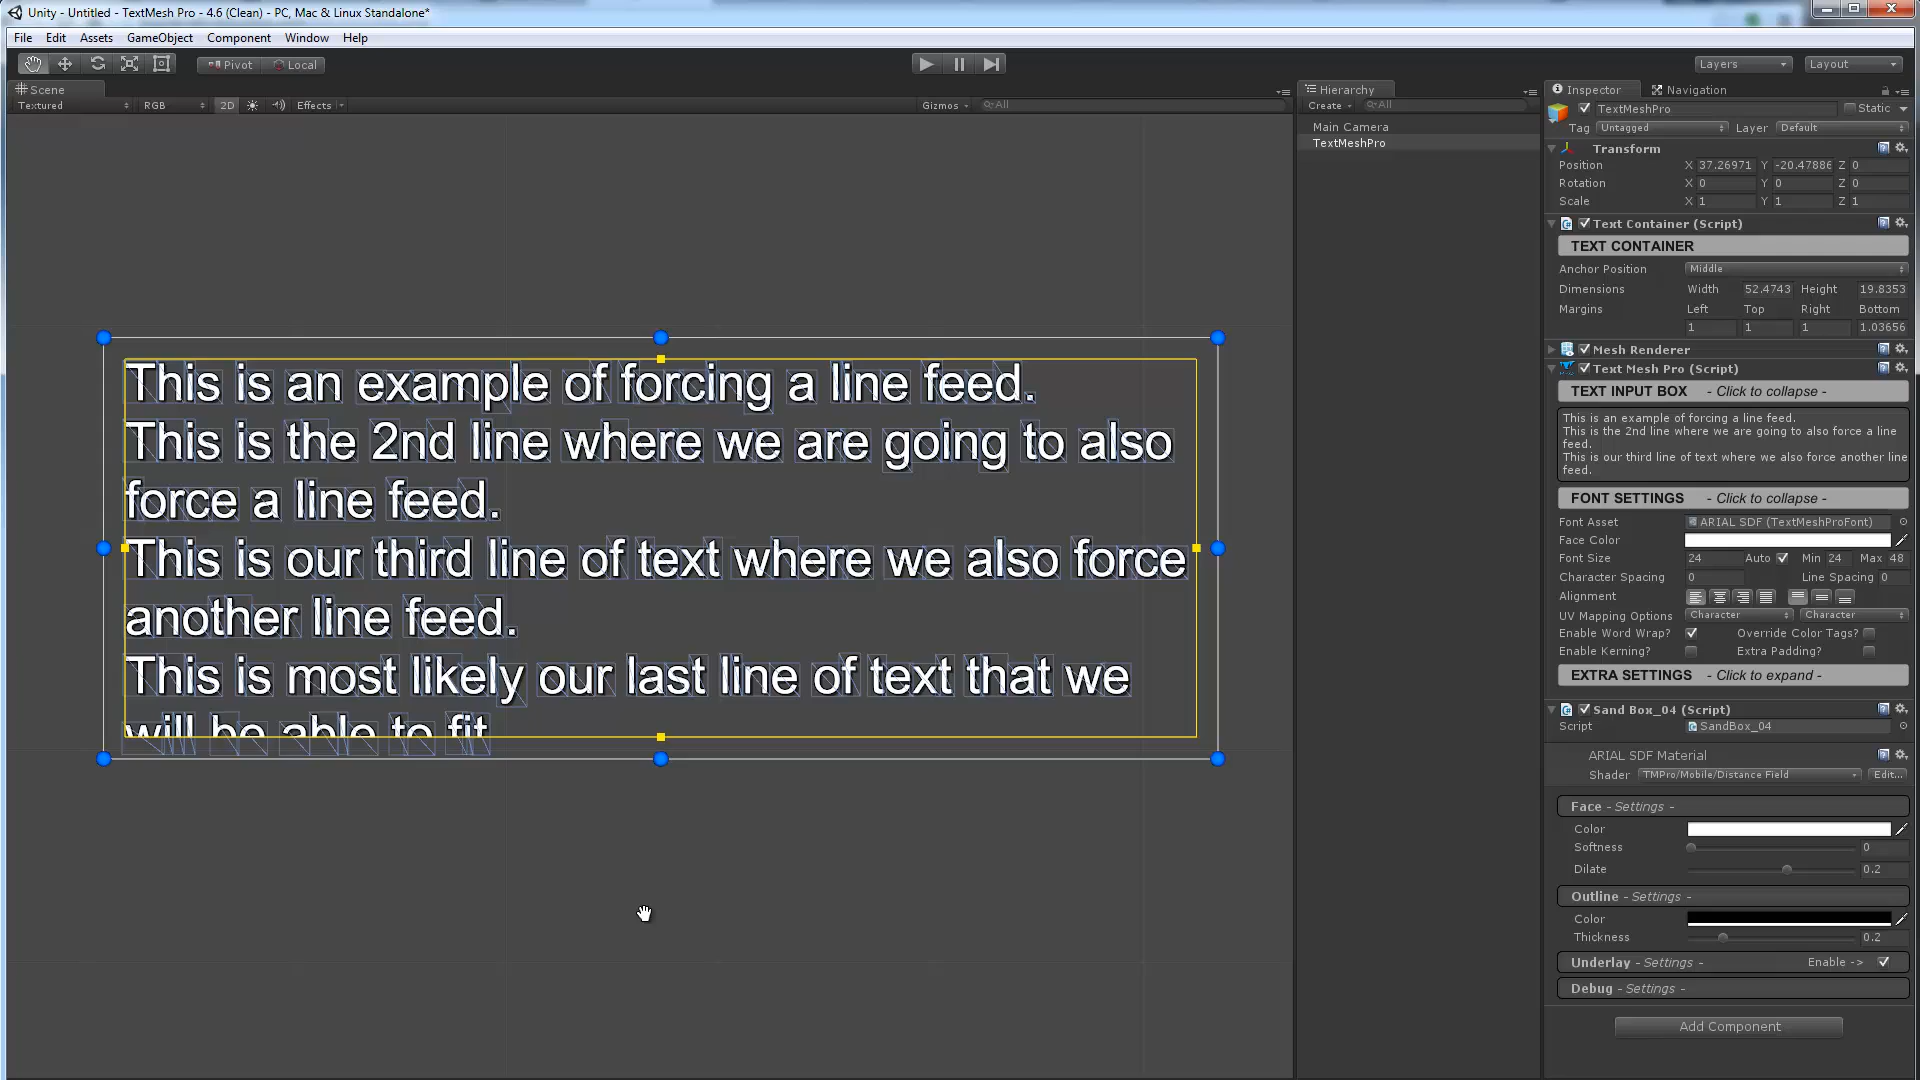 Unity - Untitled - TextMesh Pro - 4.6 (Clean) - PC, Mac & Linux Standalone*
File Edit Assets GameObject Component Window Help
Pivot Local Layers Layout
Scene
Textured RGB 2D Effects Gizmos All
Hierarchy
Create All
Main Camera
TextMeshPro
This is an example of forcing a line feed.
This is the 2nd line where we are going to also
force a line feed.
This is our third line of text where we also force
another line feed.
This is most likely our last line of text that we
will be able to fit
Inspector Navigation
TextMeshPro Static
Tag Untagged Layer Default
Transform
Position X 37.26971 Y -20.47886 Z 0
Rotation X 0 Y 0 Z 0
Scale X 1 Y 1 Z 1
Text Container (Script)
TEXT CONTAINER
Anchor Position Middle
Dimensions Width 52.4743 Height 19.8353
Margins Left Top Right Bottom
1 1 1 1.03656
Mesh Renderer
Text Mesh Pro (Script)
TEXT INPUT BOX - Click to collapse -
This is an example of forcing a line feed.
This is the 2nd line where we are going to also force a line
feed.
This is our third line of text where we also force another line
feed.
FONT SETTINGS - Click to collapse -
Font Asset ARIAL SDF (TextMeshProFont)
Face Color
Font Size 24 Auto Min 24 Max 48
Character Spacing 0 Line Spacing 0
Alignment
UV Mapping Options Character Character
Enable Word Wrap? Override Color Tags?
Enable Kerning? Extra Padding?
EXTRA SETTINGS - Click to expand -
Sand Box_04 (Script)
Script SandBox_04
ARIAL SDF Material
Shader TMPro/Mobile/Distance Field Edit...
Face - Settings -
Color
Softness 0
Dilate 0.2
Outline - Settings -
Color
Thickness 0.2
Underlay - Settings - Enable ->
Debug - Settings -
Add Component